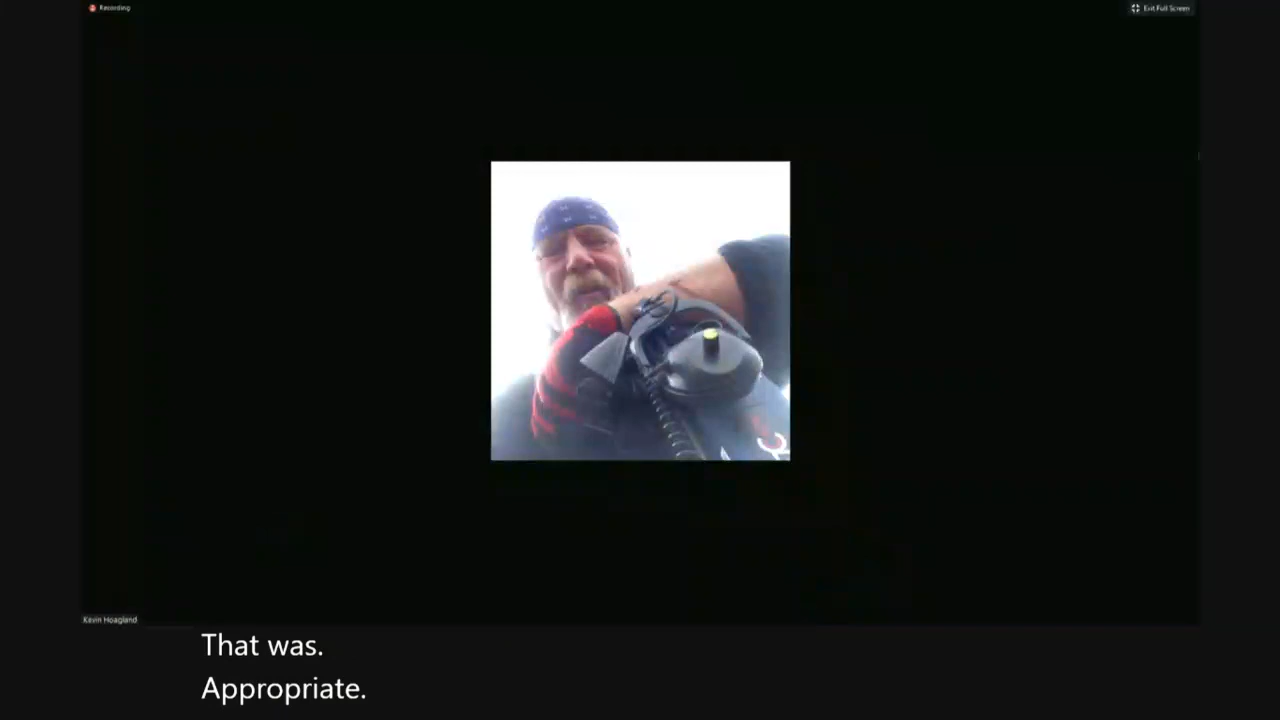 Recording
Exit Full Screen
Kevin Hoagland
That was.
Appropriate.